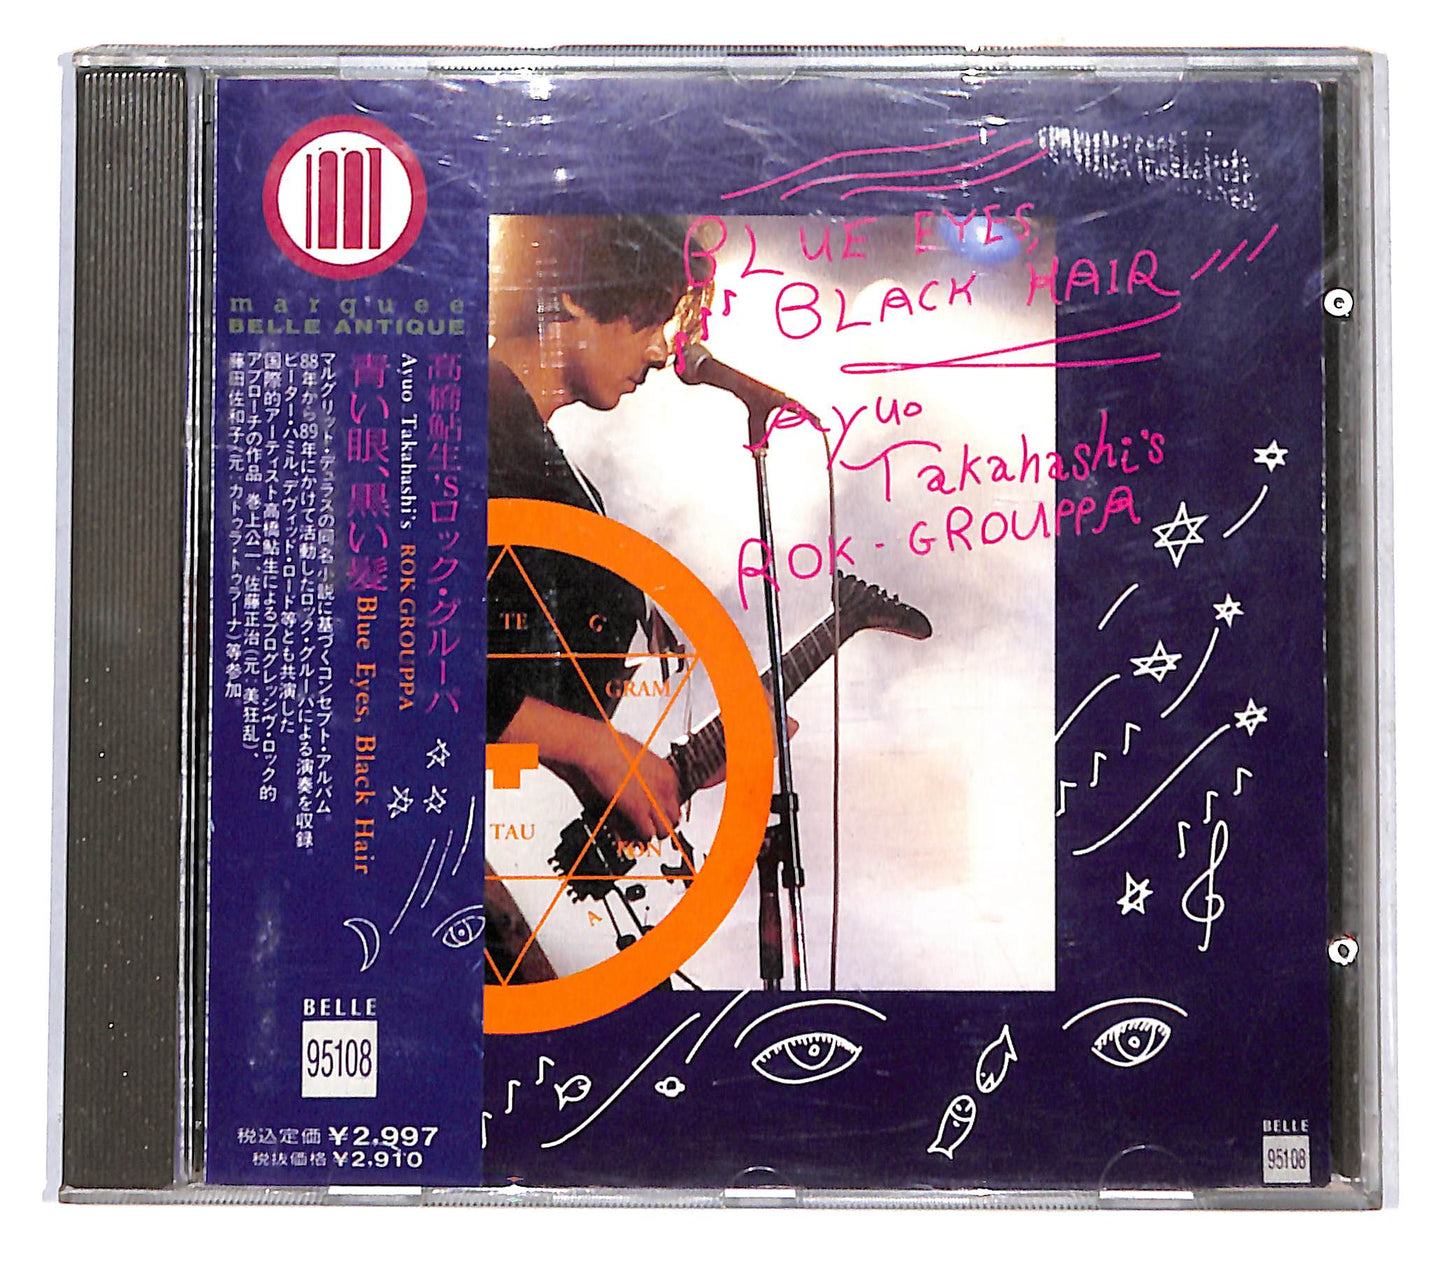 marquee
BELLE ANTIQUE
高橋鮎生'sロック・グルーパ
Ayuo Takahashi's ROK GROUPPA
青い眼、黒い髪 Blue Eyes, Black Hair
マルグリット・デュラスの同名小説に基づくコンセプト・アルバム。
88年から89年にかけて活動したロック・グルーパによる演奏を収録。
ピーター・ハミル、デヴィッド・ロード等とも共演した
国際的アーティスト高橋鮎生によるプログレッシヴ・ロック的
アプローチの作品 巻上公一、佐藤正治(元 美狂乱)、
藤田佐和子(元 カトゥラ・トゥラーナ)等参加。
BELLE
95108
税込定価 ¥2,997
税抜価格 ¥2,910
BLUE EYES,
BLACK HAIR
Ayuo
Takahashi's
ROK-GROUPPA
TE G
GRAM
TAU
TON
A
BELLE
95108